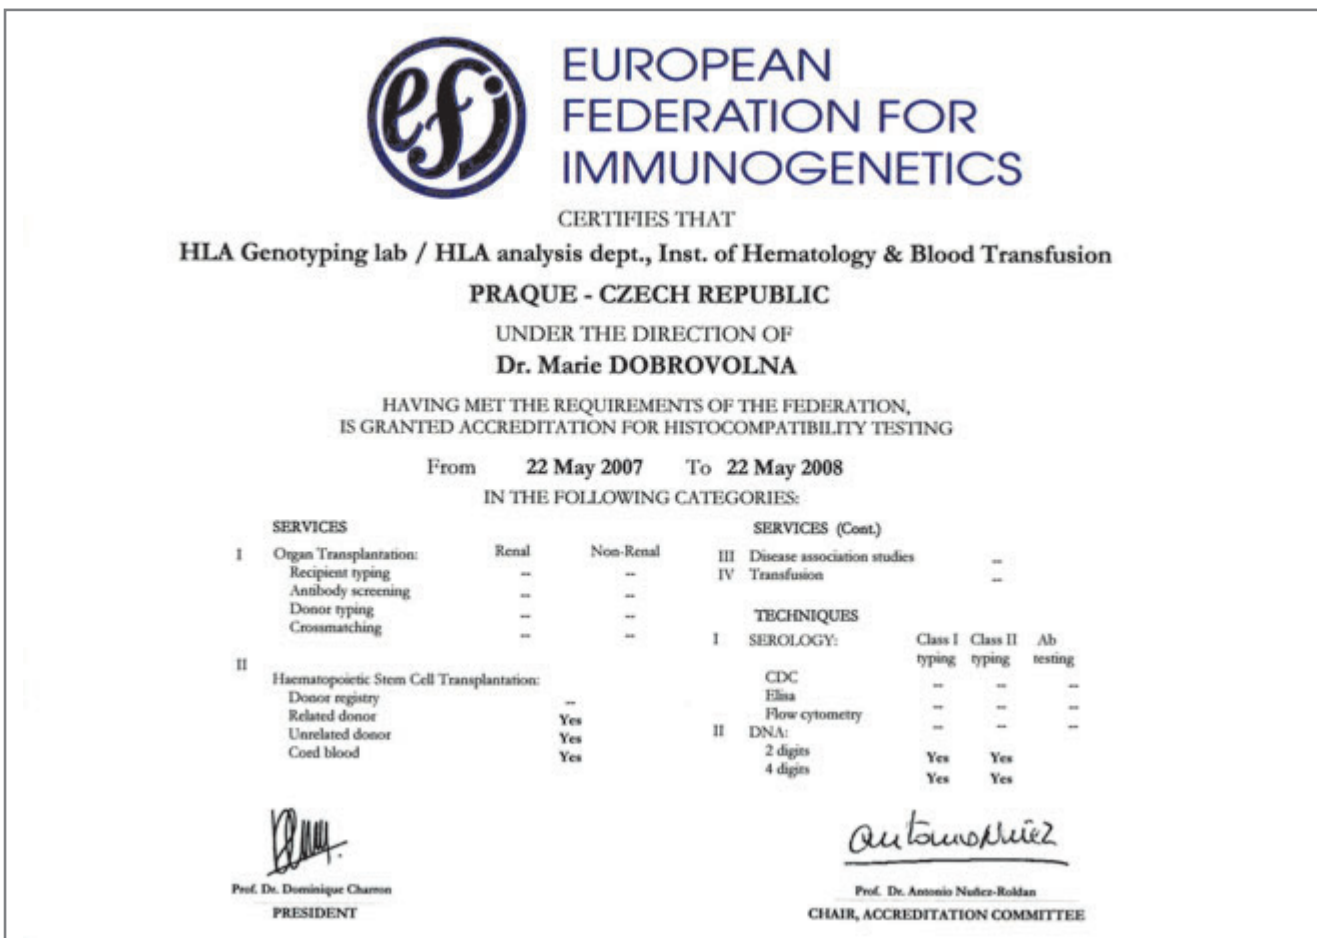 efi
EUROPEAN
FEDERATION FOR
IMMUNOGENETICS
CERTIFIES THAT
HLA Genotyping lab / HLA analysis dept., Inst. of Hematology & Blood Transfusion
PRAQUE - CZECH REPUBLIC
UNDER THE DIRECTION OF
Dr. Marie DOBROVOLNA
HAVING MET THE REQUIREMENTS OF THE FEDERATION,
IS GRANTED ACCREDITATION FOR HISTOCOMPATIBILITY TESTING
From 22 May 2007 To 22 May 2008
IN THE FOLLOWING CATEGORIES:
SERVICES
I Organ Transplantation: Renal Non-Renal
Recipient typing -- --
Antibody screening -- --
Donor typing -- --
Crossmatching -- --
II
Haematopoietic Stem Cell Transplantation:
Donor registry --
Related donor Yes
Unrelated donor Yes
Cord blood Yes
SERVICES (Cont.)
III Disease association studies --
IV Transfusion --
TECHNIQUES
I SEROLOGY: Class I Class II Ab
typing typing testing
CDC -- -- --
Elisa -- -- --
Flow cytometry -- -- --
II DNA:
2 digits Yes Yes
4 digits Yes Yes
Prof. Dr. Dominique Charron
PRESIDENT
Antonio Nuñez
Prof. Dr. Antonio Nuñez-Roldan
CHAIR, ACCREDITATION COMMITTEE